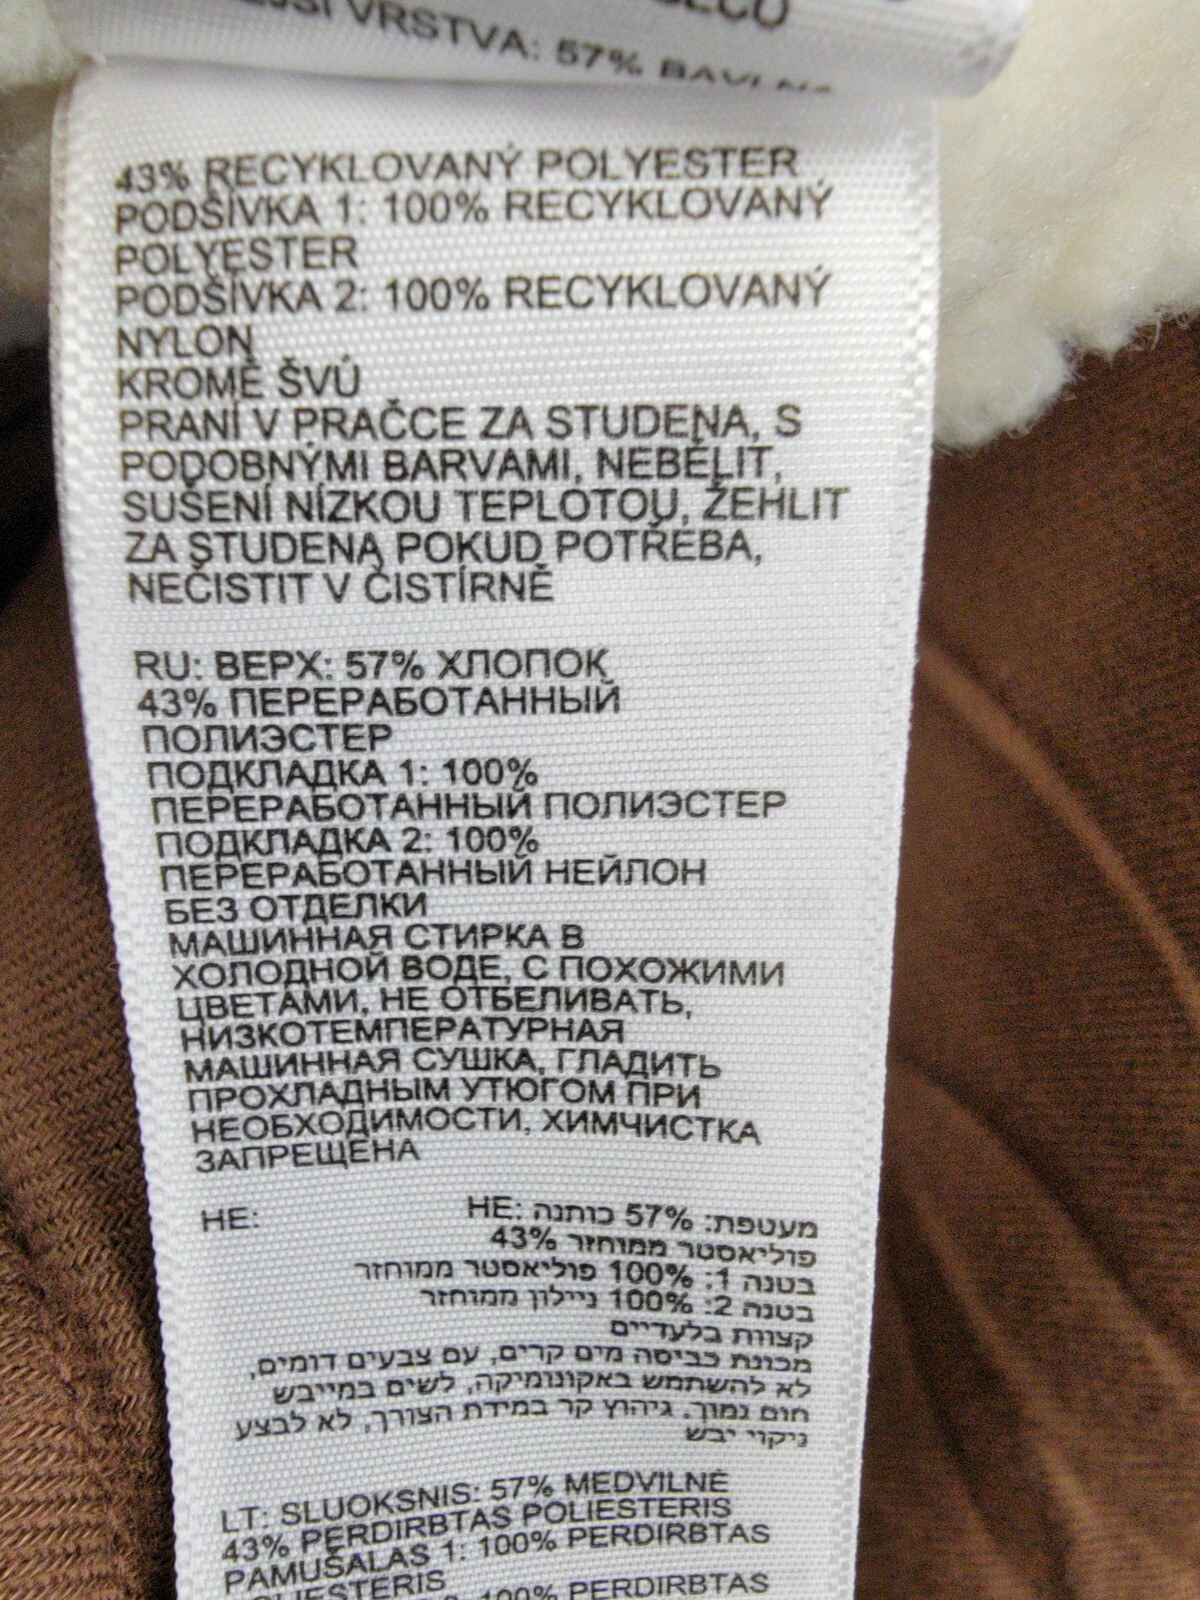 VRSTVA: 57%
43% RECYKLOVANÝ POLYESTER
PODŠÍVKA 1: 100% RECYKLOVANÝ
POLYESTER
PODŠÍVKA 2: 100% RECYKLOVANÝ
NYLON
KROMĚ ŠVŮ
PRANÍ V PRAČCE ZA STUDENA, S
PODOBNÝMI BARVAMI, NEBĚLIT,
SUŠENÍ NÍZKOU TEPLOTOU, ŽEHLIT
ZA STUDENA POKUD POTŘEBA,
NEČISTIT V ČISTÍRNĚ
RU: ВЕРХ: 57% ХЛОПОК
43% ПЕРЕРАБОТАННЫЙ
ПОЛИЭСТЕР
ПОДКЛАДКА 1: 100%
ПЕРЕРАБОТАННЫЙ ПОЛИЭСТЕР
ПОДКЛАДКА 2: 100%
ПЕРЕРАБОТАННЫЙ НЕЙЛОН
БЕЗ ОТДЕЛКИ
МАШИННАЯ СТИРКА В
ХОЛОДНОЙ ВОДЕ, С ПОХОЖИМИ
ЦВЕТАМИ, НЕ ОТБЕЛИВАТЬ,
НИЗКОТЕМПЕРАТУРНАЯ
МАШИННАЯ СУШКА, ГЛАДИТЬ
ПРОХЛАДНЫМ УТЮГОМ ПРИ
НЕОБХОДИМОСТИ, ХИМЧИСТКА
ЗАПРЕЩЕНА
HE: מעטפת: 57% כותנה HE:
43% פוליאסטר ממוחזר
בטנה 1: 100% פוליאסטר ממוחזר
בטנה 2: 100% ניילון ממוחזר
קצוות בלעדיים
מכונת כביסה מים קרים, עם צבעים דומים,
לא להשתמש באקונומיקה, לשים במייבש
חום נמוך, גיהוץ קר במידת הצורך, לא לבצע
ניקוי יבש
LT: SLUOKSNIS: 57% MEDVILNĖ
43% PERDIRBTAS POLIESTERIS
PAMUŠALAS 1: 100% PERDIRBTAS
POLIESTERIS
100% PERDIRBTAS